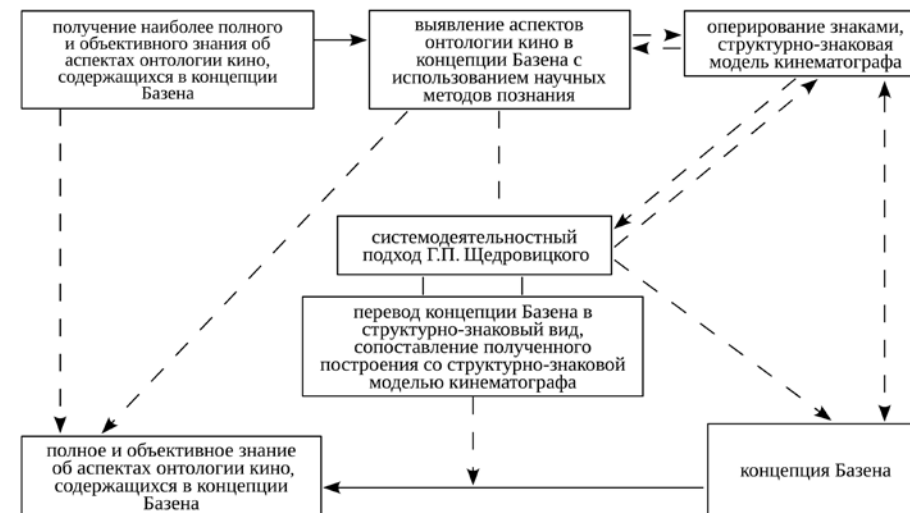 получение наиболее полного
и объективного знания об
аспектах онтологии кино,
содержащихся в концепции
Базена
выявление аспектов
онтологии кино в
концепции Базена с
использованием научных
методов познания
оперирование знаками,
структурно-знаковая
модель кинематографа
системодеятельностный
подход Г.П. Щедровицкого
перевод концепции Базена в
структурно-знаковый вид,
сопоставление полученного
построения со структурно-знаковой
моделью кинематографа
полное и объективное знание
об аспектах онтологии кино,
содержащихся в концепции
Базена
концепция Базена